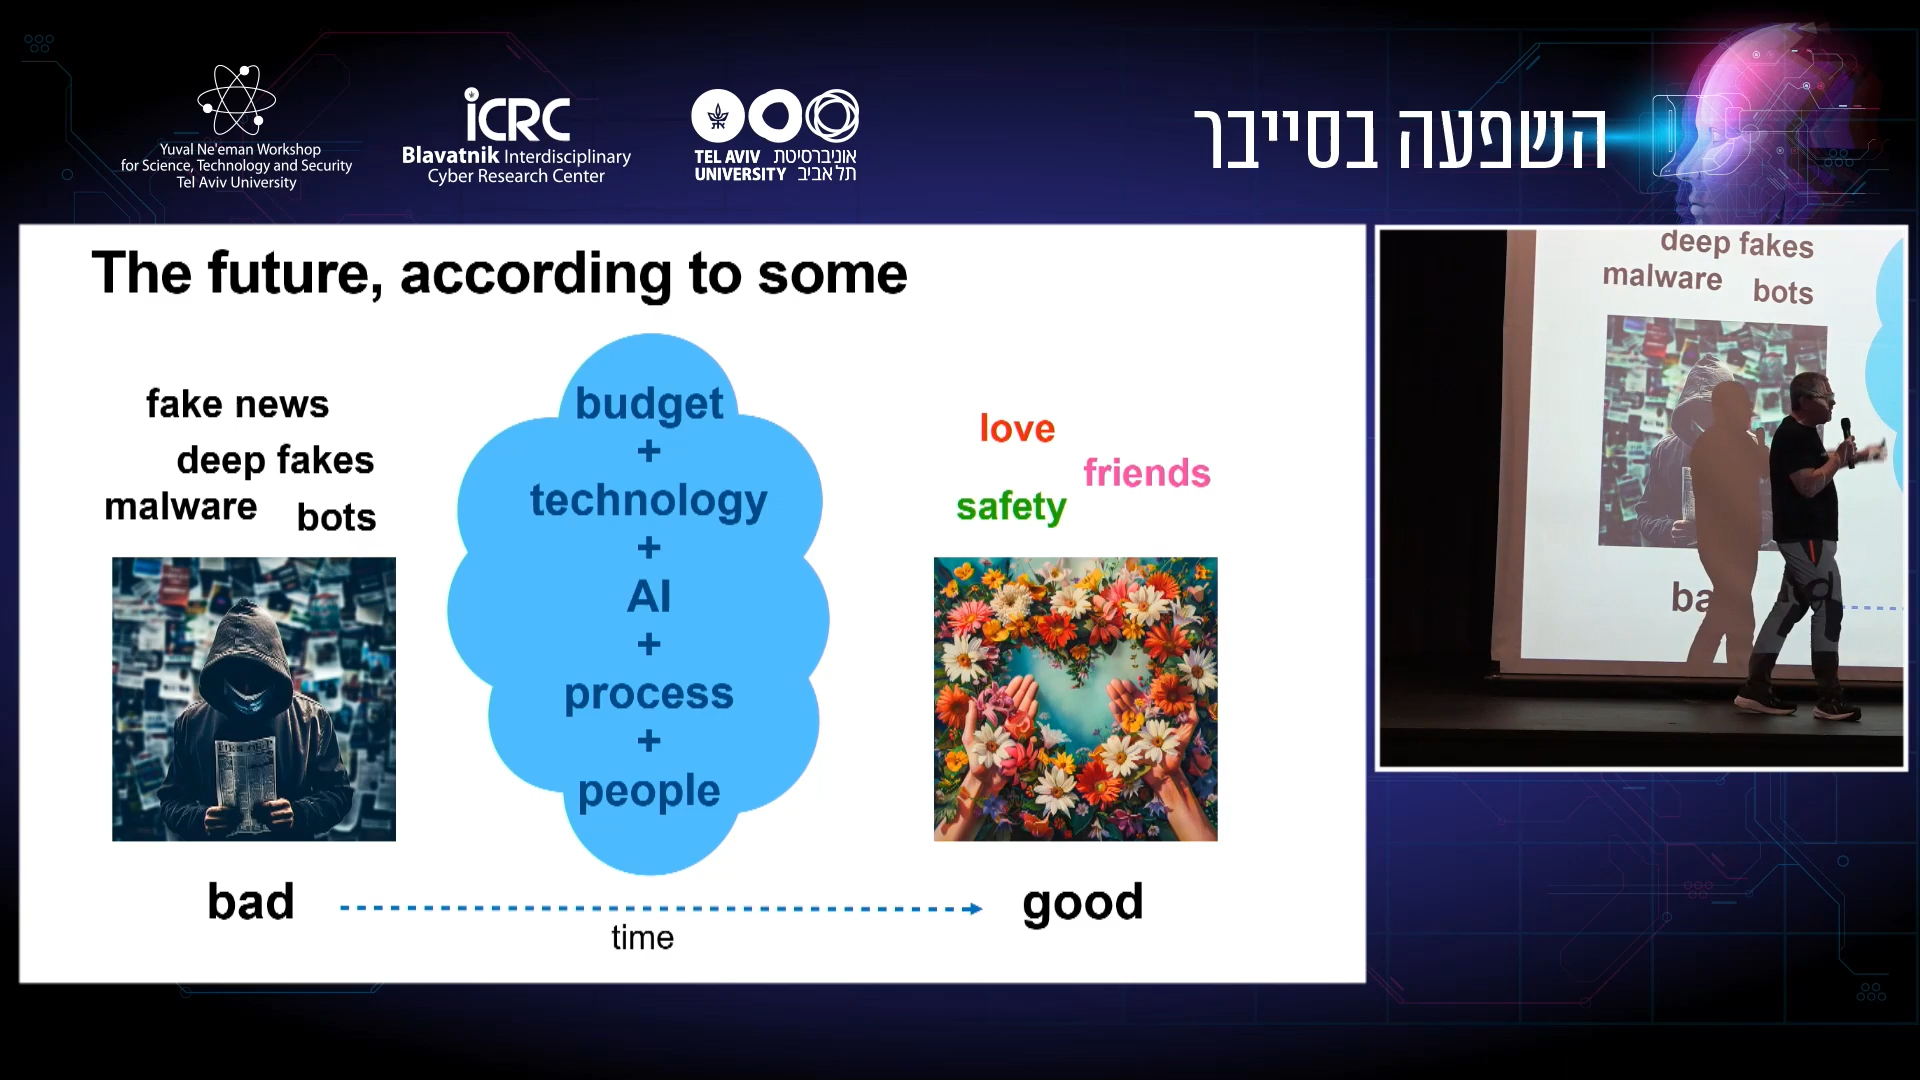 Yuval Ne'eman Workshop
for Science, Technology and Security
Tel Aviv University
iCRC
Blavatnik Interdisciplinary
Cyber Research Center
TEL AVIV אוניברסיטת
UNIVERSITY תל אביב
השפעה בסייבר
The future, according to some
fake news
deep fakes
malware bots
bad
budget
+
technology
+
AI
+
process
+
people
time
love
friends
safety
good
deep fakes
malware bots